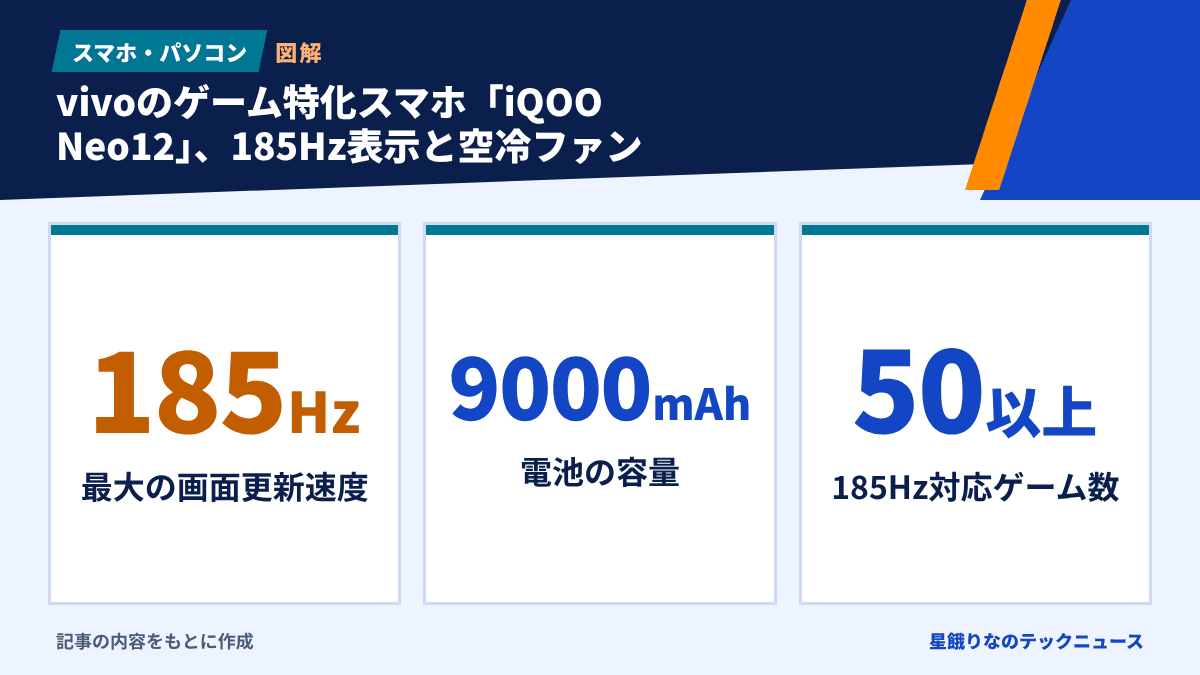 スマホ・パソコン 図解
vivoのゲーム特化スマホ「iQOO
Neo12」、185Hz表示と空冷ファン
185Hz
最大の画面更新速度
9000mAh
電池の容量
50以上
185Hz対応ゲーム数
記事の内容をもとに作成
星餓りなのテックニュース